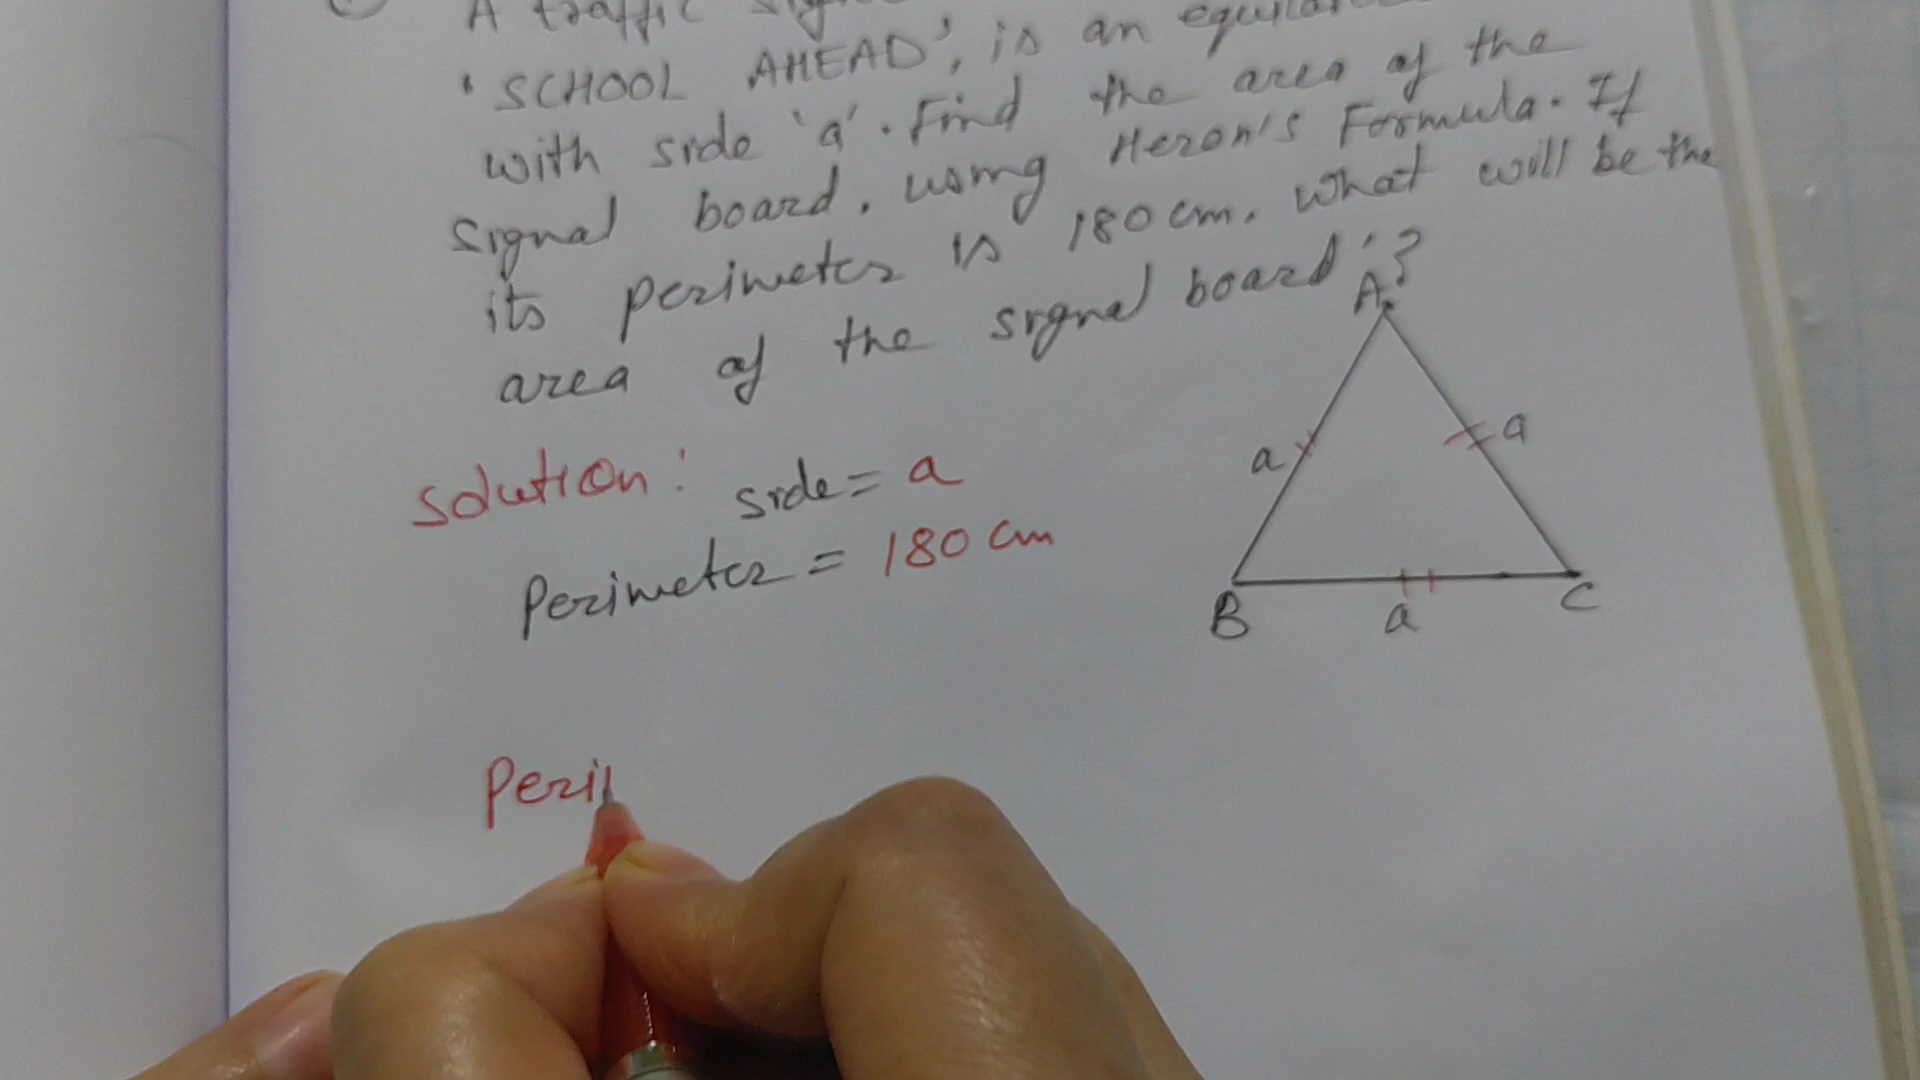 A traffic
'SCHOOL AHEAD', is an
with side 'a'. Find the area of the
signal board, using Heron's Formula. If
its perimeter is 180 cm, what will be the
area of the signal board'?
A
Solution: side = a
a a
Perimeter = 180 cm
B a C
Peri